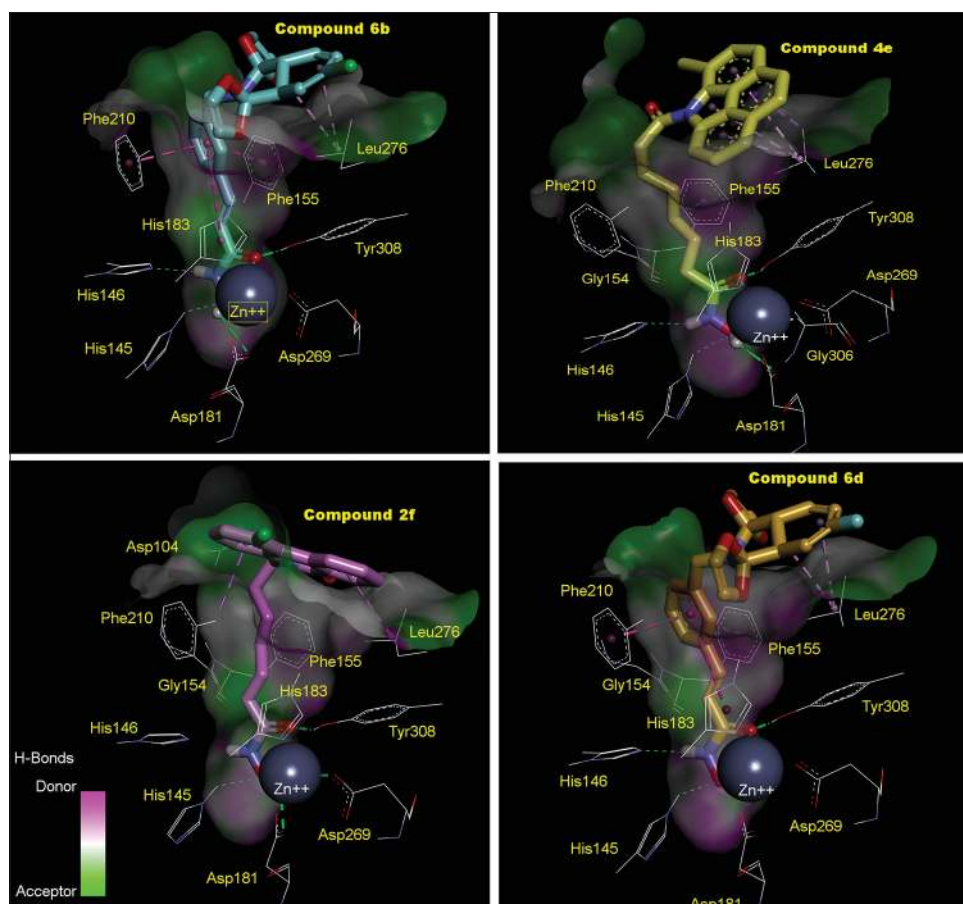 Compound 6b
Phe210
Leu276
Phe155
His183
Tyr308
His146
Zn++
His145
Asp269
Asp181
Compound 4e
Leu276
Phe210
Phe155
Tyr308
His183
Gly154
Asp269
Zn++
Gly306
His146
His145
Asp181
Compound 2f
Asp104
Phe210
Leu276
Phe155
Gly154
His183
His146
Tyr308
H-Bonds
Donor
Zn++
His145
Asp269
Asp181
Acceptor
Compound 6d
Phe210
Leu276
Phe155
Gly154
His183
Tyr308
His146
Zn++
Asp269
His145
Asp181